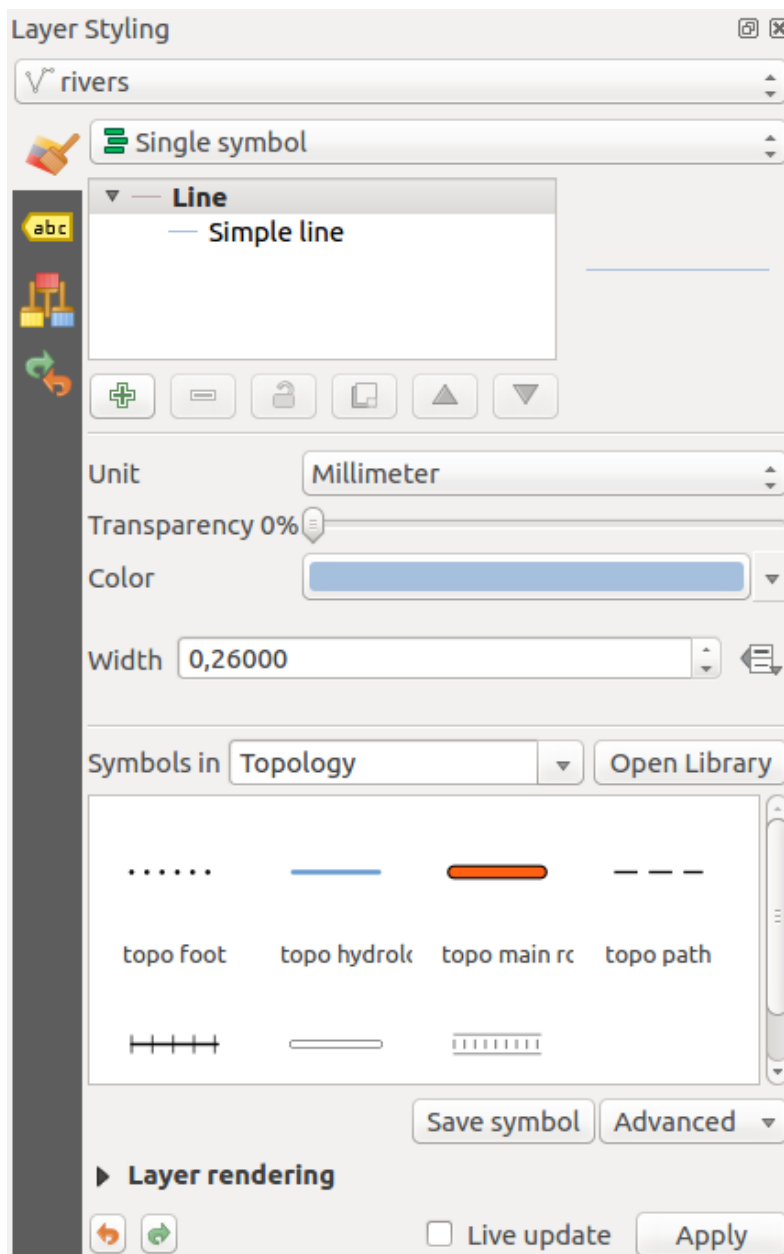 Layer Styling
rivers
Single symbol
abc
Line
Simple line
Unit
Millimeter
Transparency 0%
Color
Width
0,26000
Symbols in
Topology
Open Library
topo foot
topo hydrolo
topo main ro
topo path
Save symbol
Advanced
Layer rendering
Live update
Apply